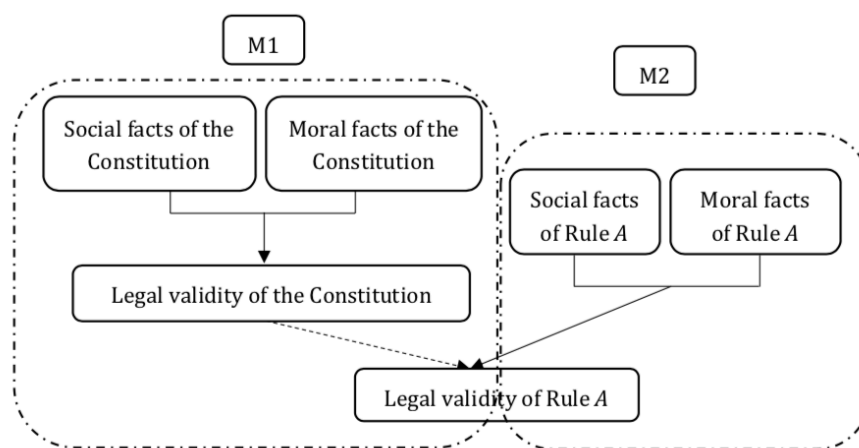 M1
M2
Social facts of the
Constitution
Moral facts of the
Constitution
Social facts
of Rule A
Moral facts
of Rule A
Legal validity of the Constitution
Legal validity of Rule A